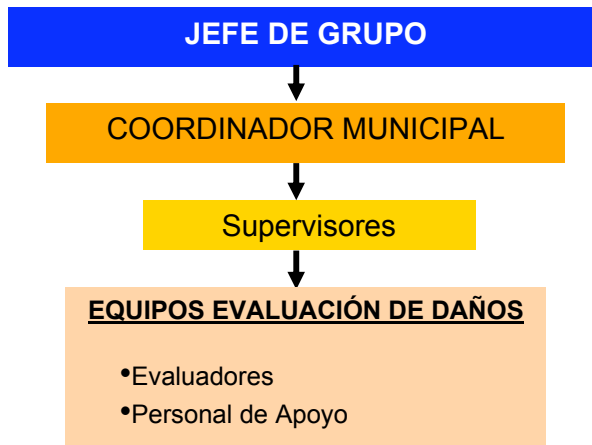 JEFE DE GRUPO
COORDINADOR MUNICIPAL
Supervisores
EQUIPOS EVALUACIÓN DE DAÑOS
•Evaluadores
•Personal de Apoyo